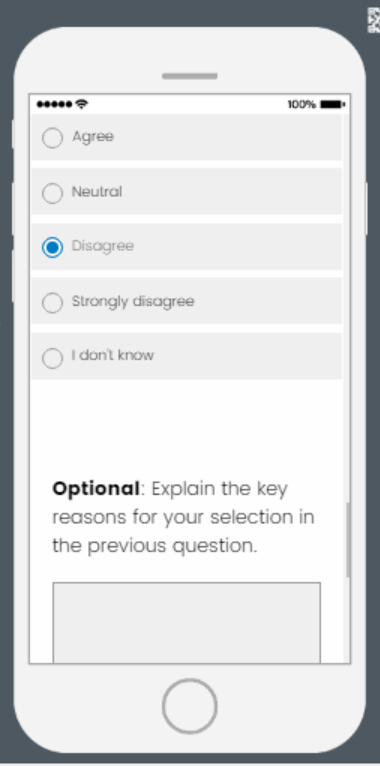 100%
Agree
Neutral
Disagree
Strongly disagree
I don't know
Optional: Explain the key
reasons for your selection in
the previous question.